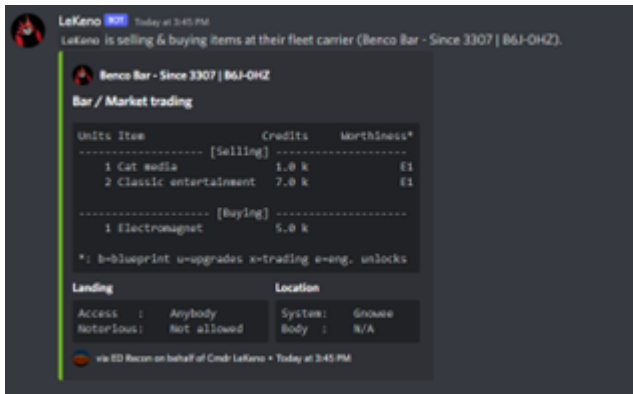 LeKeno BOT Today at 3:45 PM
LeKeno is selling & buying items at their fleet carrier (Benco Bar - Since 3307 | B6J-OHZ).
Benco Bar - Since 3307 | B6J-OHZ
Bar / Market trading
Units Item Credits Worthiness*
------------------- [Selling] --------------------
1 Cat media 1.0 k E1
2 Classic entertainment 7.0 k E1
-------------------- [Buying] --------------------
1 Electromagnet 5.0 k
*: b=blueprint u=upgrades x=trading e=eng. unlocks
Landing Location
Access : Anybody System: Gnowee
Notorious: Not allowed Body : N/A
via ED Recon on behalf of Cmdr LeKeno • Today at 3:45 PM